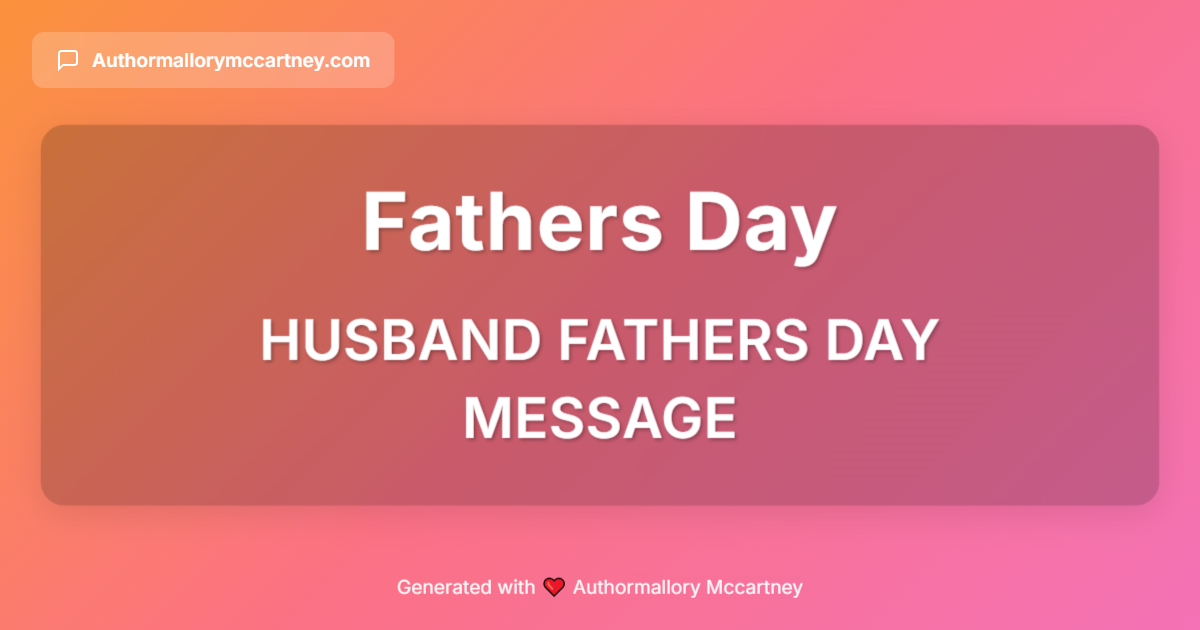 Authormallorymccartney.com
Fathers Day
HUSBAND FATHERS DAY
MESSAGE
Generated with ❤️ Authormallory Mccartney